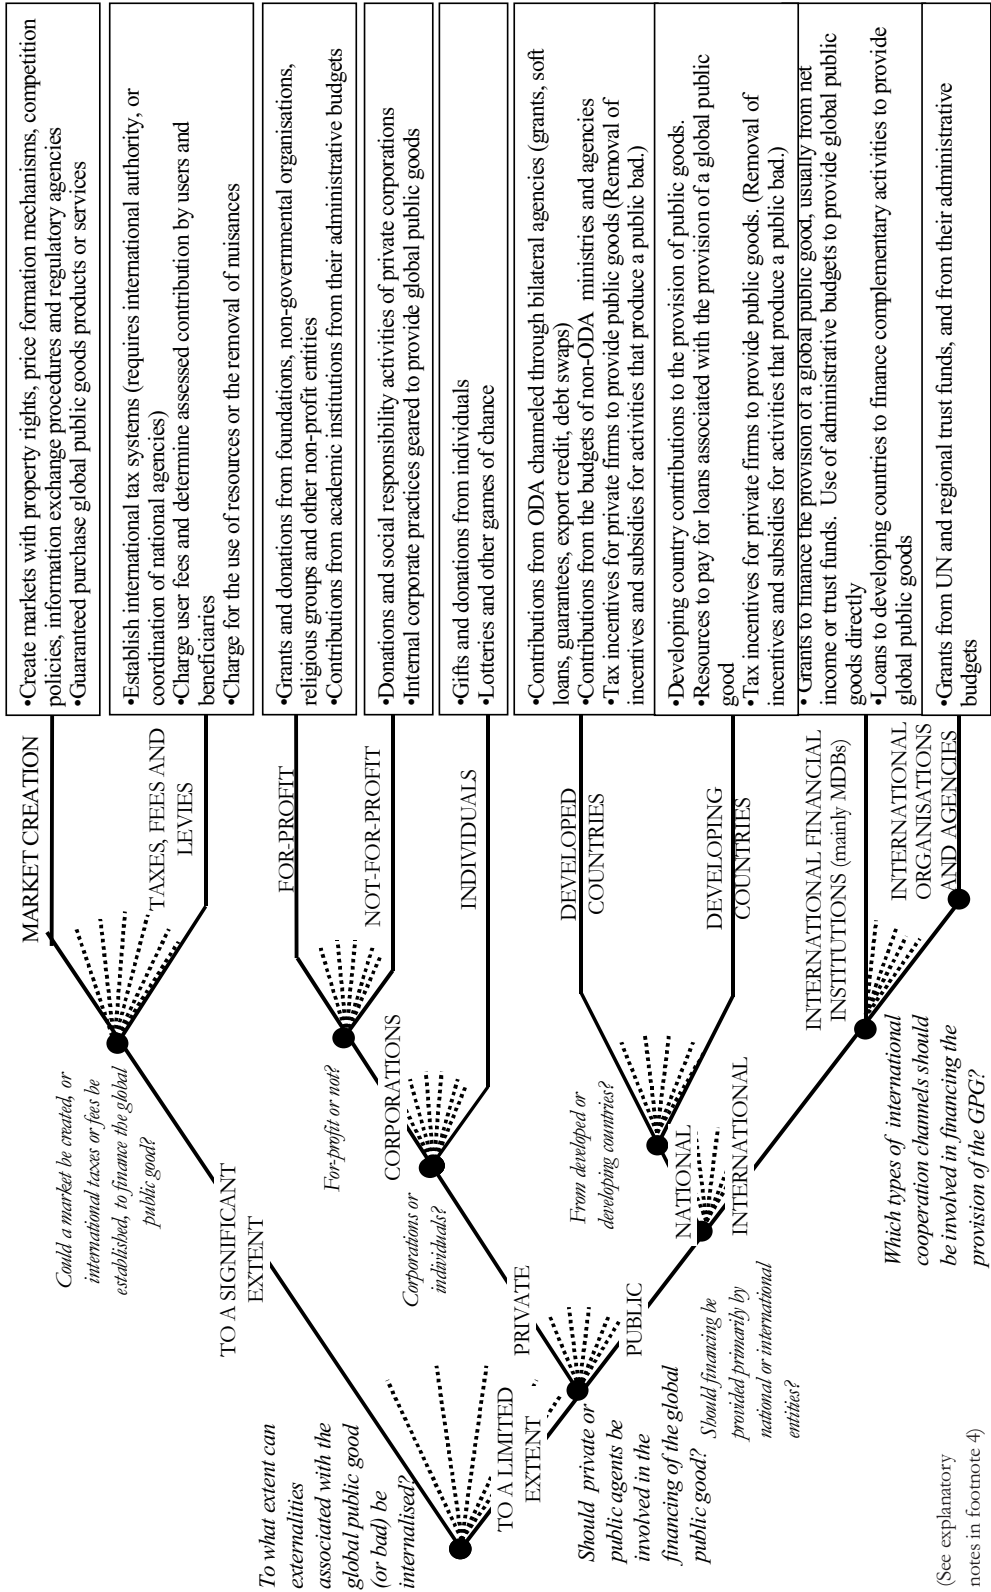 To what extent can
externalities
associated with the
global public good
(or bad) be
internalised?
TO A SIGNIFICANT
EXTENT
TO A LIMITED
EXTENT
Could a market be created, or
international taxes or fees be
established, to finance the global
public good?
MARKET CREATION
•Create markets with property rights, price formation mechanisms, competition
policies, information exchange procedures and regulatory agencies
•Guaranteed purchase global public goods products or services
TAXES, FEES AND
LEVIES
•Establish international tax systems (requires international authority, or
coordination of national agencies)
•Charge user fees and determine assessed contribution by users and
beneficiaries
•Charge for the use of resources or the removal of nuisances
Should private or
public agents be
involved in the
financing of the global
public good?
PRIVATE
PUBLIC
Corporations or
individuals?
CORPORATIONS
For-profit or not?
FOR-PROFIT
•Grants and donations from foundations, non-governmental organisations,
religious groups and other non-profit entities
•Contributions from academic institutions from their administrative budgets
NOT-FOR-PROFIT
•Donations and social responsibility activities of private corporations
•Internal corporate practices geared to provide global public goods
INDIVIDUALS
•Gifts and donations from individuals
•Lotteries and other games of chance
Should financing be
provided primarily by
national or international
entities?
NATIONAL
INTERNATIONAL
From developed or
developing countries?
DEVELOPED
COUNTRIES
•Contributions from ODA channeled through bilateral agencies (grants, soft
loans, guarantees, export credit, debt swaps)
•Contributions from the budgets of non-ODA ministries and agencies
•Tax incentives for private firms to provide public goods (Removal of
incentives and subsidies for activities that produce a public bad.)
DEVELOPING
COUNTRIES
•Developing country contributions to the provision of public goods.
•Resources to pay for loans associated with the provision of a global public
good
•Tax incentives for private firms to provide public goods. (Removal of
incentives and subsidies for activities that produce a public bad.)
Which types of international
cooperation channels should
be involved in financing the
provision of the GPG?
INTERNATIONAL FINANCIAL
INSTITUTIONS (mainly MDBs)
•Grants to finance the provision of a global public good, usually from net
income or trust funds. Use of administrative budgets to provide global public
goods directly
•Loans to developing countries to finance complementary activities to provide
global public goods
INTERNATIONAL
ORGANISATIONS
AND AGENCIES
•Grants from UN and regional trust funds, and from their administrative
budgets
(See explanatory
notes in footnote 4)